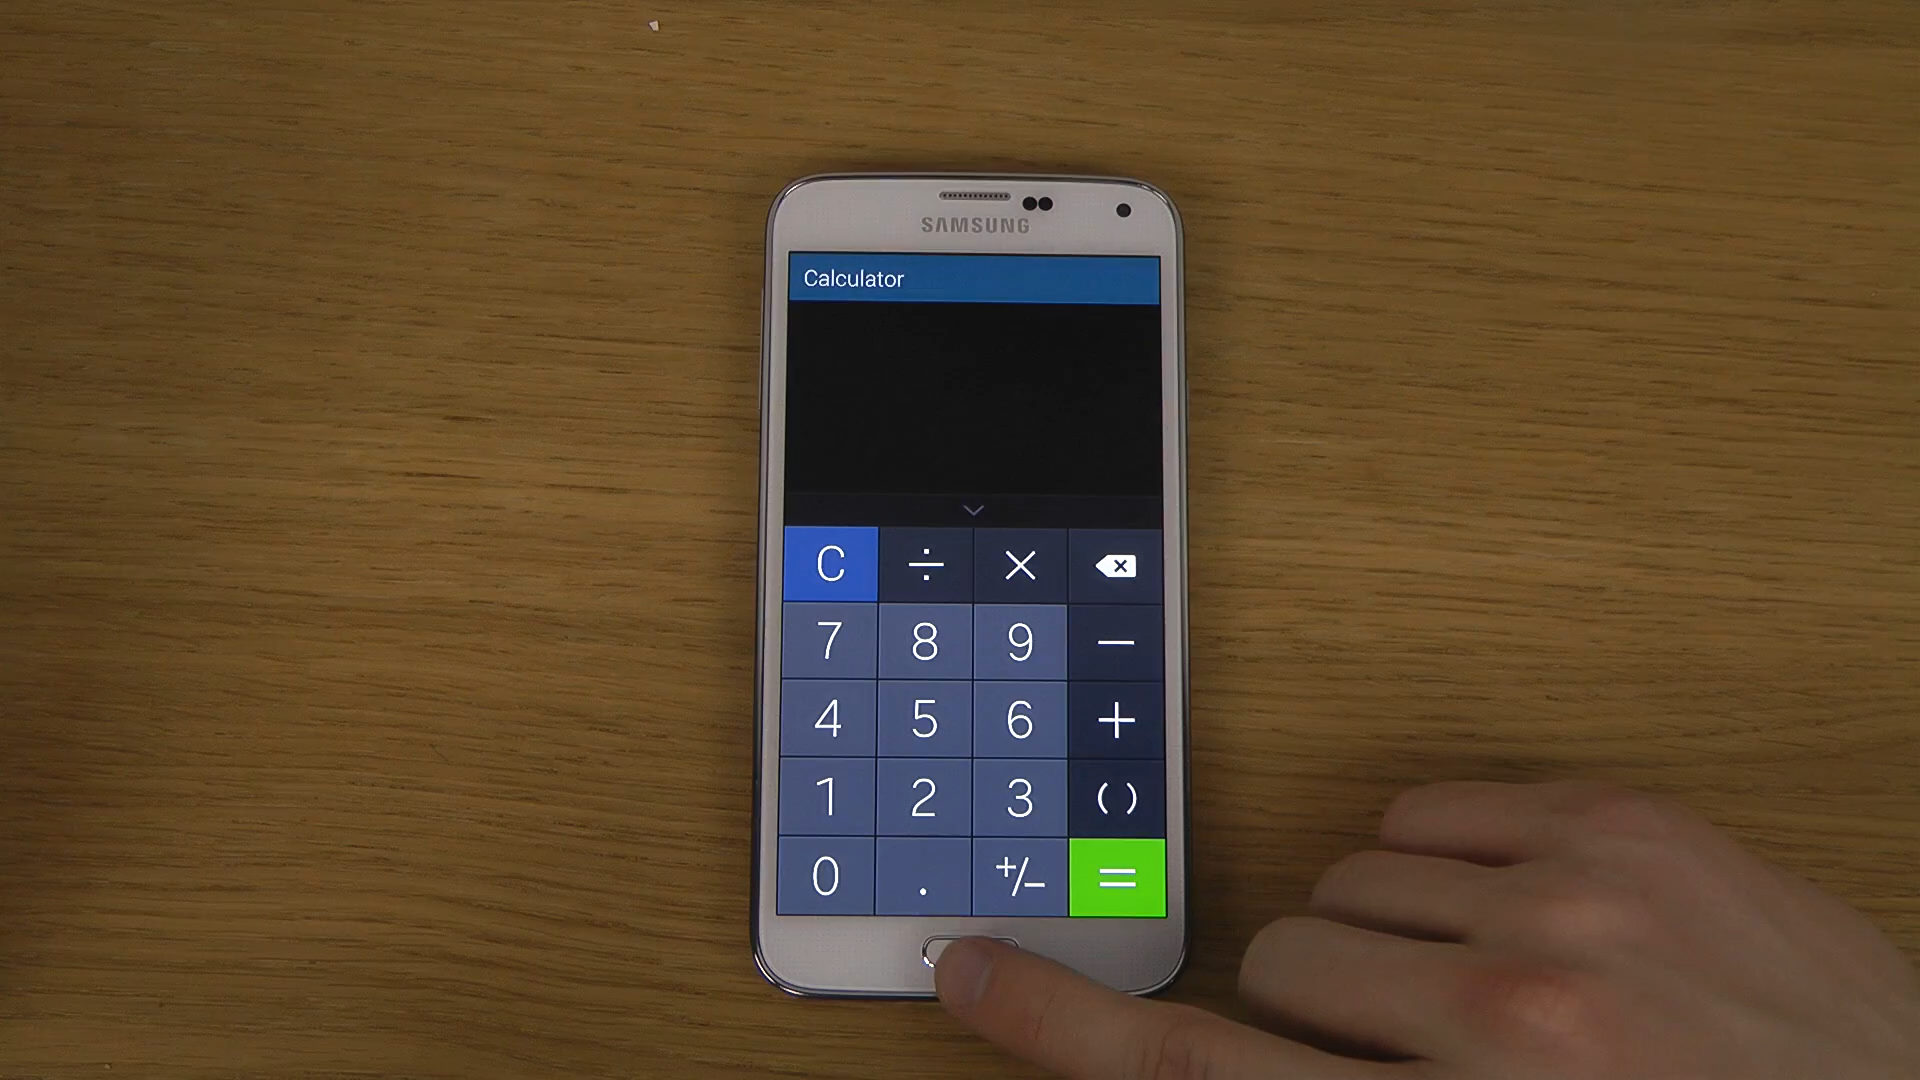 SAMSUNG
Calculator
C ÷ ×
7 8 9 −
4 5 6 +
1 2 3 ()
0 . +/− =